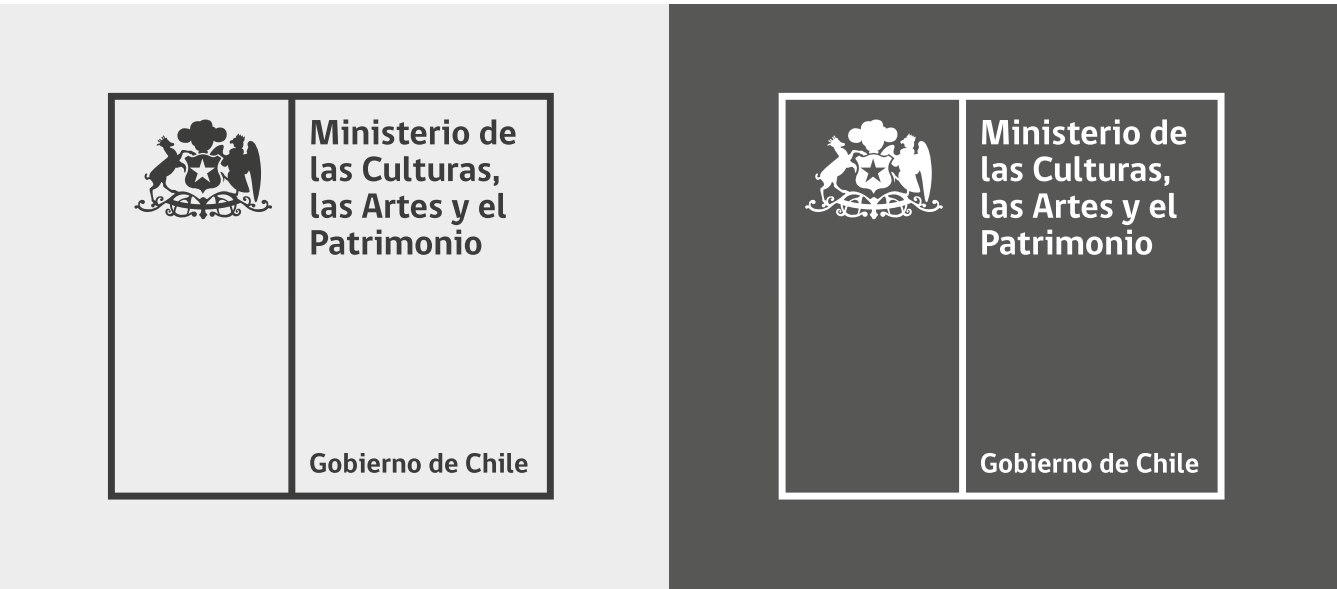 Ministerio de
las Culturas,
las Artes y el
Patrimonio
Gobierno de Chile
Ministerio de
las Culturas,
las Artes y el
Patrimonio
Gobierno de Chile